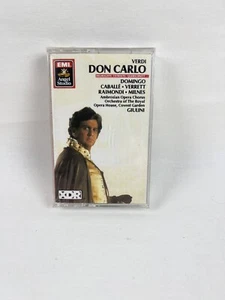 EMI
Angel
Studio
VERDI
DON CARLO
DOMINGO
CABALLÉ • VERRETT
RAIMONDI • MILNES
Ambrosian Opera Chorus
Orchestra of The Royal
Opera House, Covent Garden
GIULINI
XDR